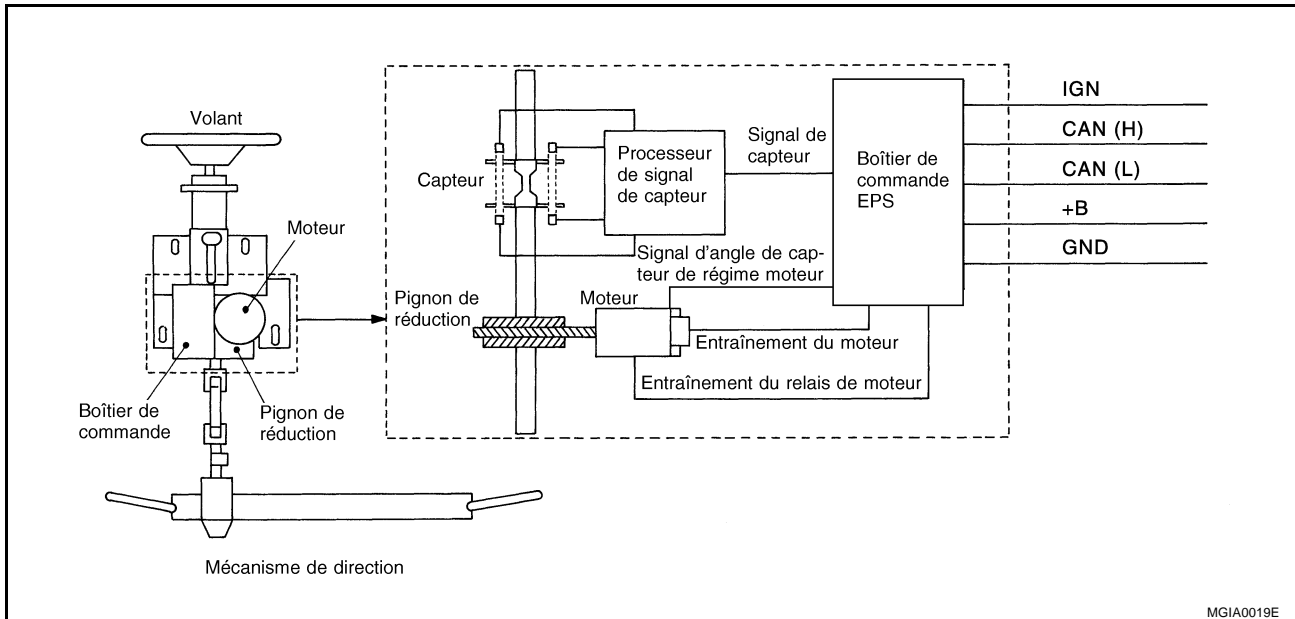 Volant
Moteur
Boîtier de
commande
Pignon de
réduction
Mécanisme de direction
Capteur
Processeur
de signal
de capteur
Signal de
capteur
Boîtier de
commande
EPS
IGN
CAN (H)
CAN (L)
+B
GND
Signal d'angle de cap-
teur de régime moteur
Pignon de
réduction
Moteur
Entraînement du moteur
Entraînement du relais de moteur
MGIA0019E